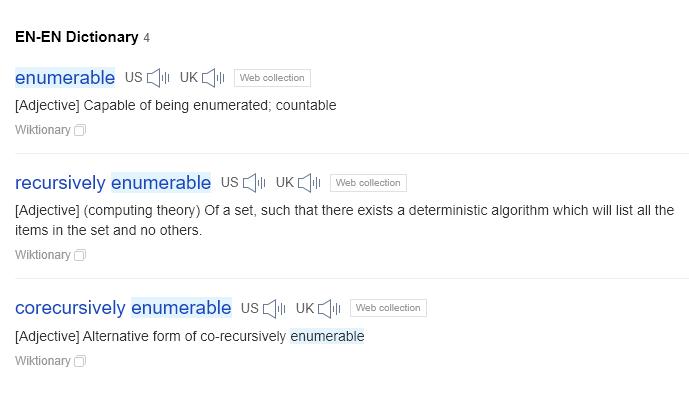 EN-EN Dictionary 4
enumerable US UK Web collection
[Adjective] Capable of being enumerated; countable
Wiktionary
recursively enumerable US UK Web collection
[Adjective] (computing theory) Of a set, such that there exists a deterministic algorithm which will list all the
items in the set and no others.
Wiktionary
corecursively enumerable US UK Web collection
[Adjective] Alternative form of co-recursively enumerable
Wiktionary